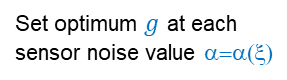 Set optimum g at each
sensor noise value α=α(ξ)